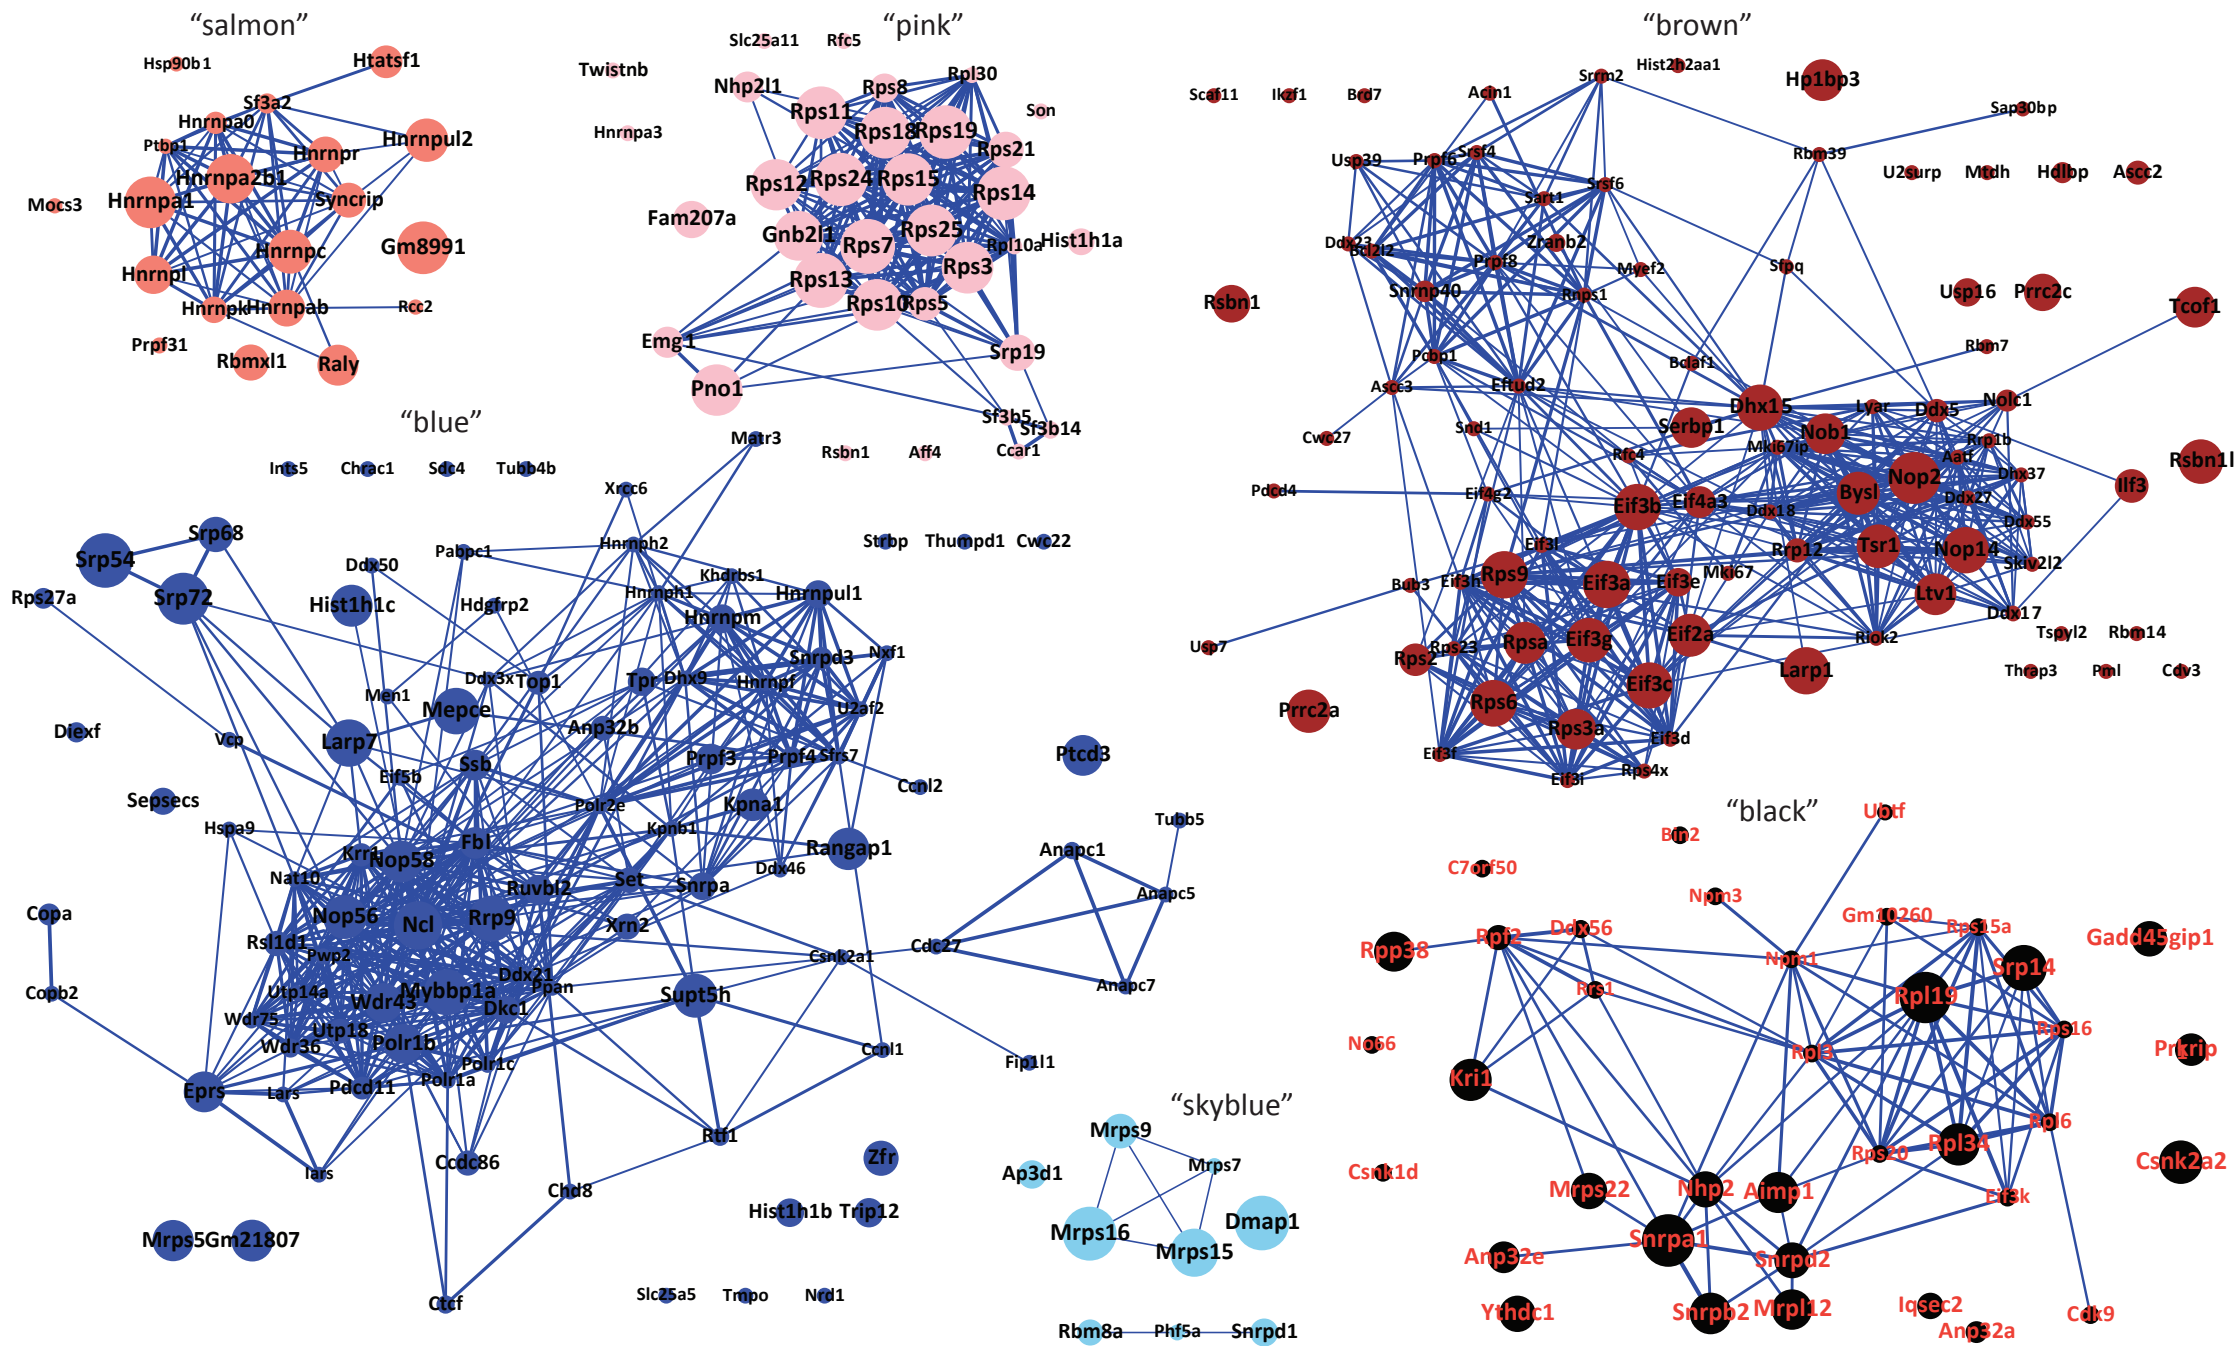 “salmon”
Hsp90b1
Htatsf1
Sf3a2
Hnrnpa0
Ptbp1
Hnrnpr
Hnrnpul2
Hnrnpa2b1
Hnrnpa1
Syncrip
Mocs3
Hnrnpc
Gm8991
Hnrnpl
Hnrnpk
Hnrnpab
Rcc2
Prpf31
Rbmxl1
Raly
“pink”
Slc25a11
Rfc5
Twistnb
Nhp2l1
Rps8
Rpl30
Rps11
Son
Hnrnpa3
Rps18
Rps19
Rps21
Rps12
Rps24
Rps15
Rps14
Fam207a
Gnb2l1
Rps7
Rps25
Rpl10a
Hist1h1a
Rps13
Rps3
Rps10
Rps5
Emg1
Srp19
Pno1
Sf3b5
Sf3b14
Rsbn1
Aff4
Ccar1
“brown”
Srrm2
Hist2h2aa1
Hp1bp3
Scaf11
Ikzf1
Brd7
Acin1
Sap30bp
Usp39
Prpf6
Srsf4
Rbm39
U2surp
Mtdh
Hdlbp
Ascc2
Srsf6
Sart1
Ddx23
Bcl2l2
Zranb2
Prpf8
Myef2
Sfpq
Snrnp40
Rnps1
Rsbn1
Usp16
Prrc2c
Tcof1
Pcbp1
Bclaf1
Rbm7
Ascc3
Eftud2
Dhx15
Lyar
Ddx5
Nolc1
Cwc27
Snd1
Serbp1
Nob1
Mki67ip
Rrp1b
Rfc4
Aatf
Rsbn1l
Dhx37
Nop2
Ilf3
Pdcd4
Eif4g2
Eif3b
Eif4a3
Bysl
Ddx27
Ddx18
Ddx55
Eif3l
Rrp12
Tsr1
Nop14
Skiv2l2
Bub3
Eif3h
Rps9
Eif3a
Eif3e
Mki67
Ltv1
Ddx17
Usp7
Rps2
Rps23
Rpsa
Eif3g
Eif2a
Riok2
Tspyl2
Rbm14
Larp1
Thrap3
Pml
Cdv3
Eif3c
Prrc2a
Rps6
Rps3a
Eif3d
Eif3f
Eif3i
Rps4x
“blue”
Matr3
Ints5
Chrac1
Sdc4
Tubb4b
Xrcc6
Srp68
Srp54
Pabpc1
Hnrnph2
Strbp
Thumpd1
Cwc22
Ddx50
Khdrbs1
Rps27a
Srp72
Hist1h1c
Hdgfrp2
Hnrnph1
Hnrnpul1
Hnrnpm
Snrpd3
Nxf1
Ddx3x
Top1
Tpr
Dhx9
Hnrnpf
Men1
Mepce
U2af2
Diexf
Vcp
Larp7
Anp32b
Prpf3
Prpf4
Sfrs7
Ptcd3
Ssb
Eif5b
Ccnl2
Sepsecs
Polr2e
Kpna1
Hspa9
Kpnb1
Rangap1
Tubb5
Krr1
Nop58
Fbl
Anapc1
Nat10
Ruvbl2
Set
Snrpa
Ddx46
Anapc5
Copa
Nop56
Ncl
Rrp9
Xrn2
Rsl1d1
Pwp2
Csnk2a1
Cdc27
Copb2
Utp14a
Ddx21
Ppan
Anapc7
Wdr43
Mybbp1a
Dkc1
Supt5h
Wdr75
Utp18
Wdr36
Polr1b
Ccnl1
Fip1l1
Polr1c
Eprs
Lars
Pdcd11
Polr1a
Rtf1
Iars
Ccdc86
Zfr
Chd8
Hist1h1b
Trip12
Mrps5
Gm21807
Ctcf
Slc25a5
Tmpo
Nrd1
“skyblue”
Mrps9
Mrps7
Ap3d1
Mrps16
Mrps15
Dmap1
Rbm8a
Phf5a
Snrpd1
“black”
Ubtf
Bin2
C7orf50
Npm3
Gm10260
Rps15a
Rpp38
Rpf2
Ddx56
Gadd45gip1
Npm1
Srp14
Rrs1
Rpl19
Rps16
No66
Rpl3
Prkrip
Kri1
Rpl6
Rps20
Rpl34
Csnk1d
Csnk2a2
Mrps22
Nhp2
Aimp1
Eif3k
Anp32e
Snrpa1
Snrpd2
Ythdc1
Snrpb2
Mrpl12
Iqsec2
Anp32a
Cdk9